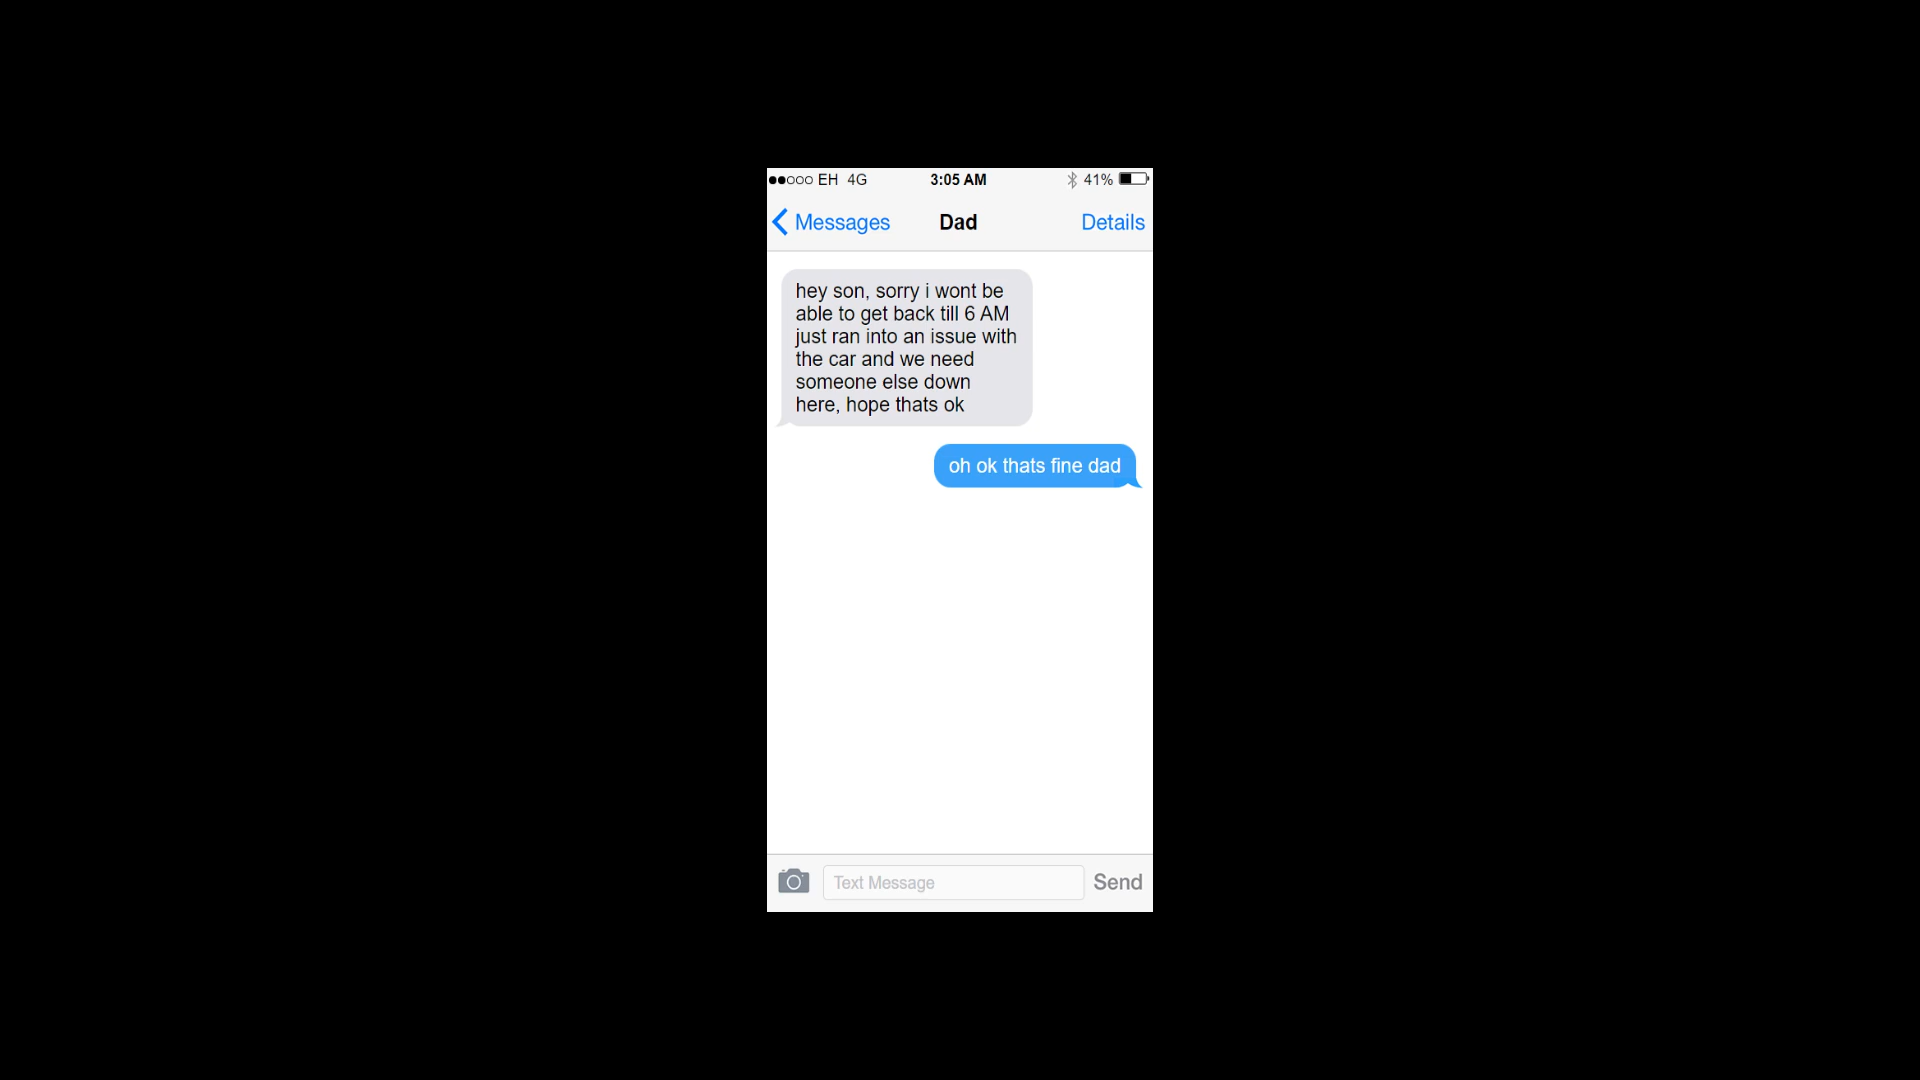 EH 4G 3:05 AM 41%
Messages Dad Details
hey son, sorry i wont be
able to get back till 6 AM
just ran into an issue with
the car and we need
someone else down
here, hope thats ok
oh ok thats fine dad
Text Message Send